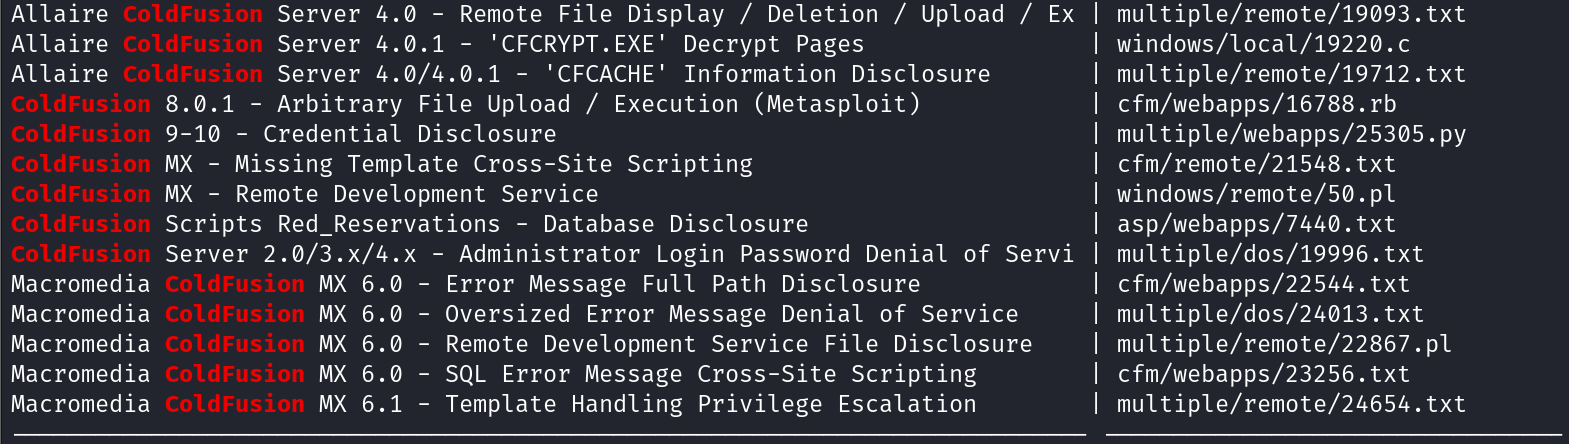 Allaire ColdFusion Server 4.0 - Remote File Display / Deletion / Upload / Ex | multiple/remote/19093.txt
Allaire ColdFusion Server 4.0.1 - 'CFCRYPT.EXE' Decrypt Pages | windows/local/19220.c
Allaire ColdFusion Server 4.0/4.0.1 - 'CFCACHE' Information Disclosure | multiple/remote/19712.txt
ColdFusion 8.0.1 - Arbitrary File Upload / Execution (Metasploit) | cfm/webapps/16788.rb
ColdFusion 9-10 - Credential Disclosure | multiple/webapps/25305.py
ColdFusion MX - Missing Template Cross-Site Scripting | cfm/remote/21548.txt
ColdFusion MX - Remote Development Service | windows/remote/50.pl
ColdFusion Scripts Red_Reservations - Database Disclosure | asp/webapps/7440.txt
ColdFusion Server 2.0/3.x/4.x - Administrator Login Password Denial of Servi | multiple/dos/19996.txt
Macromedia ColdFusion MX 6.0 - Error Message Full Path Disclosure | cfm/webapps/22544.txt
Macromedia ColdFusion MX 6.0 - Oversized Error Message Denial of Service | multiple/dos/24013.txt
Macromedia ColdFusion MX 6.0 - Remote Development Service File Disclosure | multiple/remote/22867.pl
Macromedia ColdFusion MX 6.0 - SQL Error Message Cross-Site Scripting | cfm/webapps/23256.txt
Macromedia ColdFusion MX 6.1 - Template Handling Privilege Escalation | multiple/remote/24654.txt